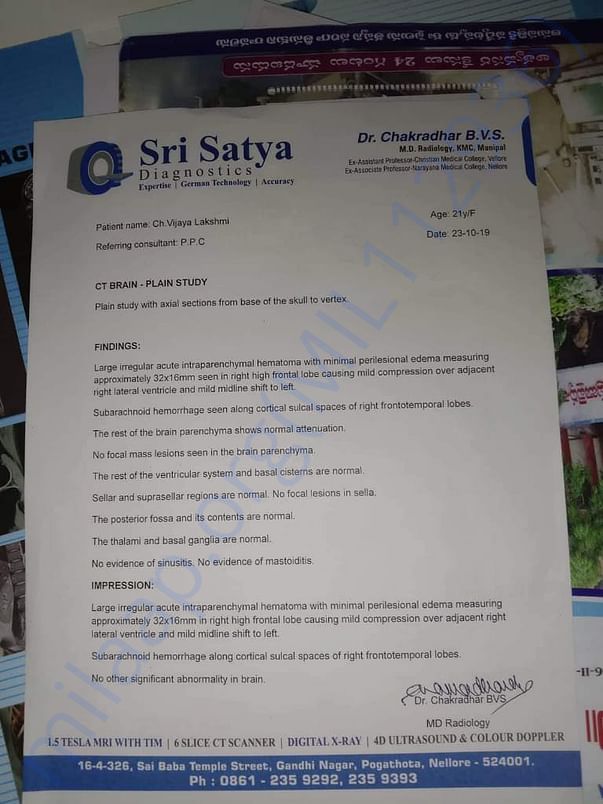 24
Sri Satya
Diagnostics
Expertise | German Technology | Accuracy
Dr. Chakradhar B.V.S.
M.D. Radiology, KMC, Manipal
Ex-Assistant Professor-Christian Medical College, Vellore
Ex-Associate Professor-Narayana Medical College, Nellore
Patient name: Ch.Vijaya Lakshmi
Age: 21y/F
Referring consultant: P.P.C
Date: 23-10-19
CT BRAIN - PLAIN STUDY
Plain study with axial sections from base of the skull to vertex.
FINDINGS:
Large irregular acute intraparenchymal hematoma with minimal perilesional edema measuring
approximately 32x16mm seen in right high frontal lobe causing mild compression over adjacent
right lateral ventricle and mild midline shift to left.
Subarachnoid hemorrhage seen along cortical sulcal spaces of right frontotemporal lobes.
The rest of the brain parenchyma shows normal attenuation.
No focal mass lesions seen in the brain parenchyma.
The rest of the ventricular system and basal cisterns are normal.
Sellar and suprasellar regions are normal. No focal lesions in sella.
The posterior fossa and its contents are normal.
The thalami and basal ganglia are normal.
No evidence of sinusitis. No evidence of mastoiditis.
IMPRESSION:
Large irregular acute intraparenchymal hematoma with minimal perilesional edema measuring
approximately 32x16mm in right high frontal lobe causing mild compression over adjacent right
lateral ventricle and mild midline shift to left.
Subarachnoid hemorrhage along cortical sulcal spaces of right frontotemporal lobes.
No other significant abnormality in brain.
Dr. Chakradhar BVS
MD Radiology
1.5 TESLA MRI WITH TIM | 6 SLICE CT SCANNER | DIGITAL X-RAY | 4D ULTRASOUND & COLOUR DOPPLER
16-4-326, Sai Baba Temple Street, Gandhi Nagar, Pogathota, Nellore - 524001.
Ph : 0861 - 235 9292, 235 9393